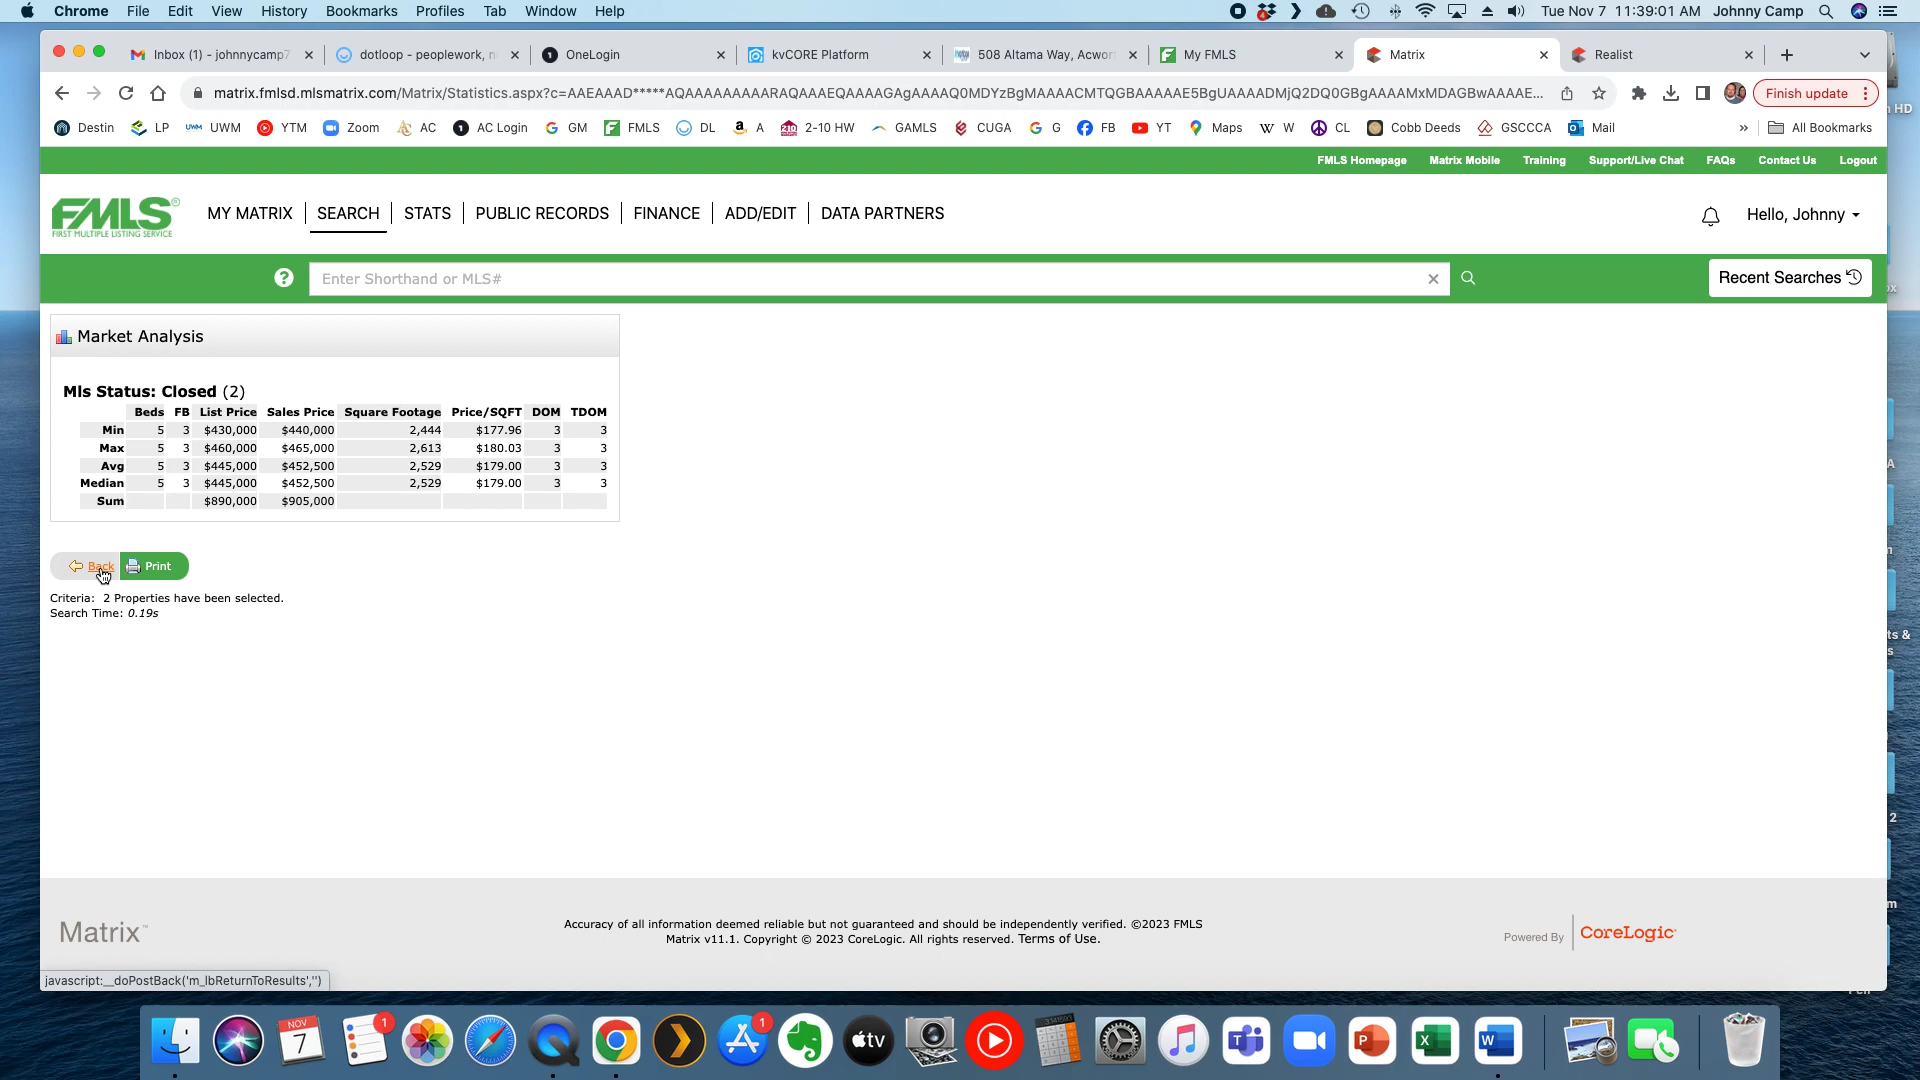 Chrome File Edit View History Bookmarks Profiles Tab Window Help Tue Nov 7 11:39:01 AM Johnny Camp
Inbox (1) - johnnycamp7 dotloop - peoplework, n OneLogin kvCORE Platform 508 Altama Way, Acwor My FMLS Matrix Realist
matrix.fmlsd.mlsmatrix.com/Matrix/Statistics.aspx?c=AAEAAAD*****AQAAAAAAAAARAQAAAEQAAAAGAgAAAAQ0MDYzBgMAAAACMTQGBAAAAAE5BgUAAAADMjQ2DQ0GBgAAAAMxMDAGBwAAAAE... Finish update
Destin LP UWM YTM Zoom AC AC Login GM FMLS DL A 2-10 HW GAMLS CUGA G FB YT Maps W CL Cobb Deeds GSCCCA Mail » All Bookmarks
FMLS Homepage Matrix Mobile Training Support/Live Chat FAQs Contact Us Logout
FMLS®
FIRST MULTIPLE LISTING SERVICE
MY MATRIX SEARCH STATS PUBLIC RECORDS FINANCE ADD/EDIT DATA PARTNERS Hello, Johnny
Enter Shorthand or MLS# Recent Searches
Market Analysis
Mls Status: Closed (2)
Beds FB List Price Sales Price Square Footage Price/SQFT DOM TDOM
Min 5 3 $430,000 $440,000 2,444 $177.96 3 3
Max 5 3 $460,000 $465,000 2,613 $180.03 3 3
Avg 5 3 $445,000 $452,500 2,529 $179.00 3 3
Median 5 3 $445,000 $452,500 2,529 $179.00 3 3
Sum $890,000 $905,000
Back Print
Criteria: 2 Properties have been selected.
Search Time: 0.19s
Matrix™
Accuracy of all information deemed reliable but not guaranteed and should be independently verified. ©2023 FMLS
Matrix v11.1. Copyright © 2023 CoreLogic. All rights reserved. Terms of Use.
Powered By CoreLogic
javascript:__doPostBack('m_lbReturnToResults','')
NOV
7
1
1
tv